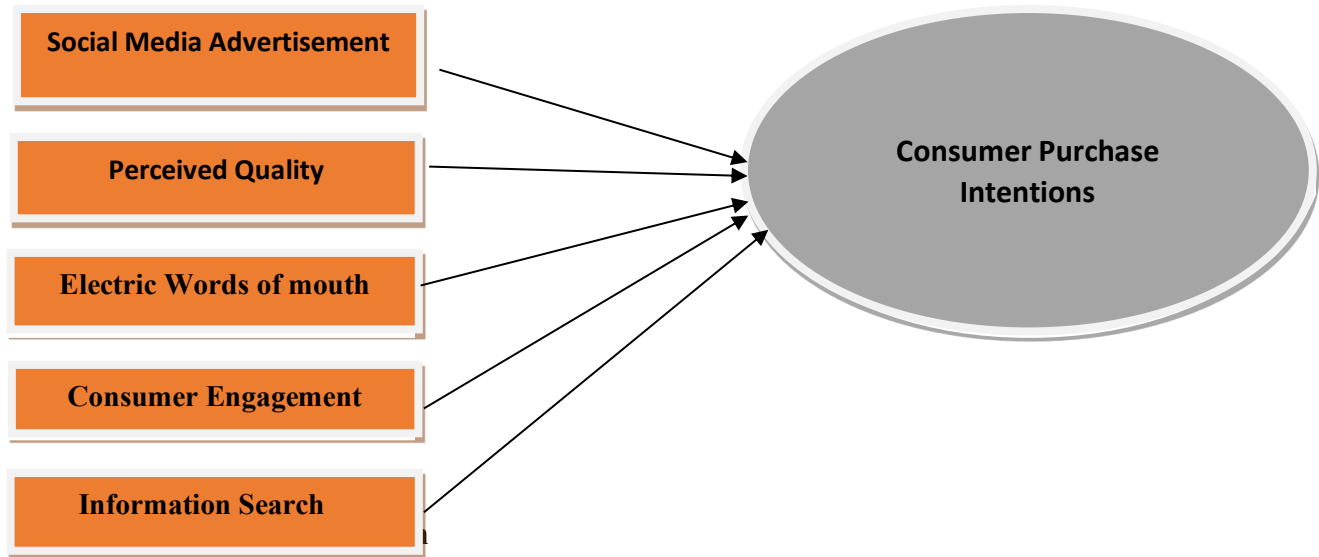 Social Media Advertisement
Perceived Quality
Electric Words of mouth
Consumer Engagement
Information Search
Consumer Purchase
Intentions